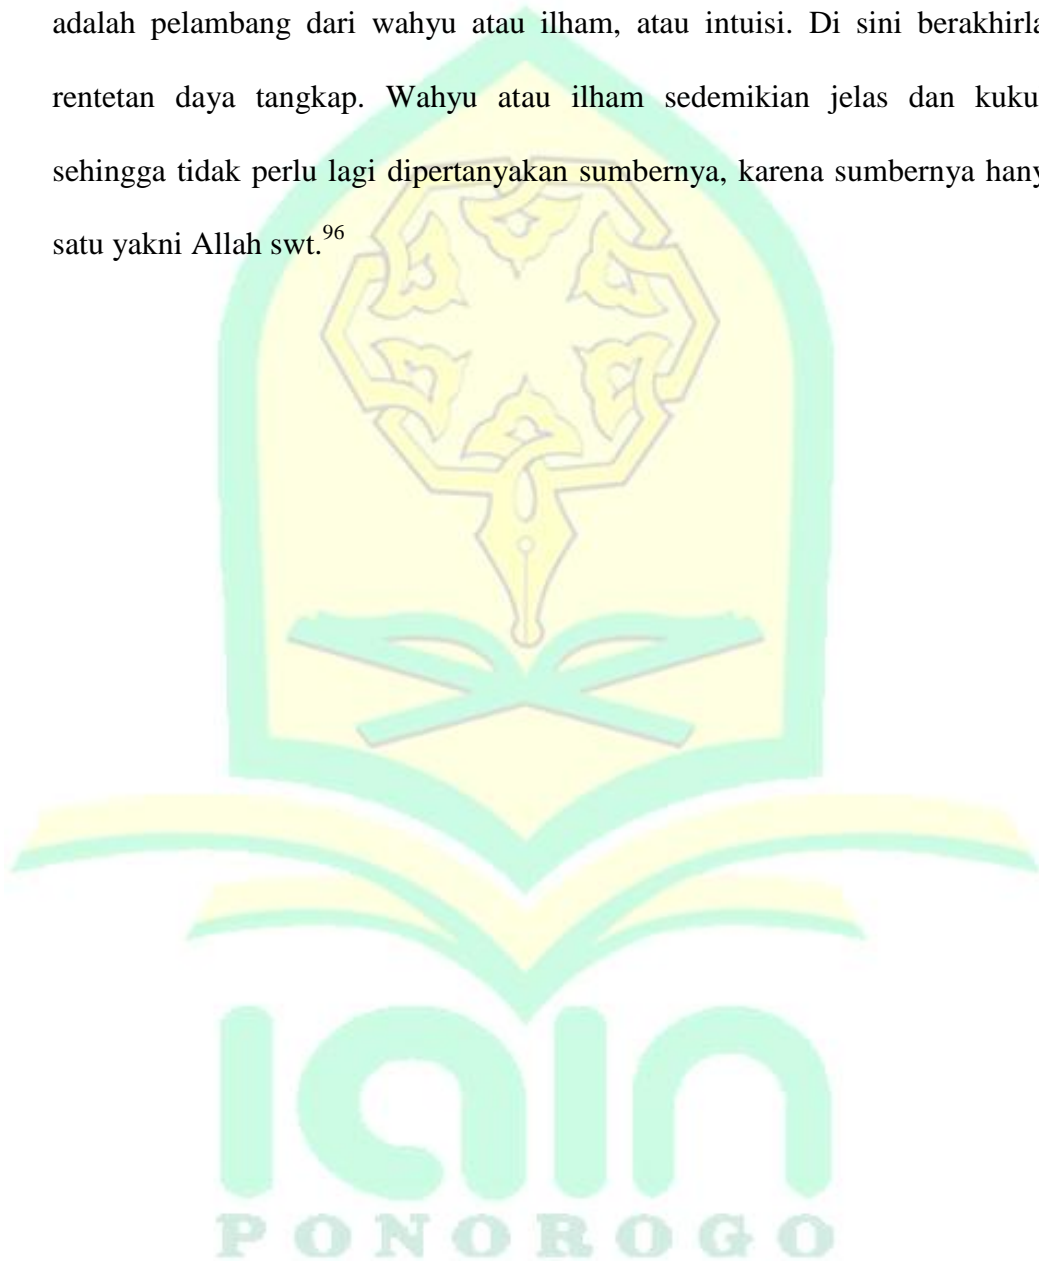 adalah pelambang dari wahyu atau ilham, atau intuisi. Di sini berakhirla
rentetan daya tangkap. Wahyu atau ilham sedemikian jelas dan kuku
sehingga tidak perlu lagi dipertanyakan sumbernya, karena sumbernya hany
satu yakni Allah swt.96
iain
PONOROGO